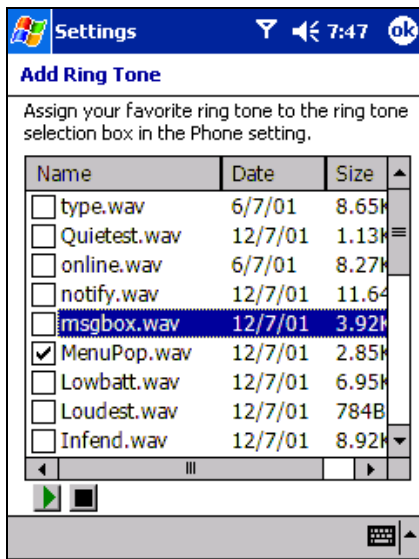 Settings 7:47 ok
Add Ring Tone
Assign your favorite ring tone to the ring tone
selection box in the Phone setting.
Name Date Size
type.wav 6/7/01 8.65K
Quietest.wav 12/7/01 1.13K
online.wav 6/7/01 8.27K
notify.wav 12/7/01 11.64
msgbox.wav 12/7/01 3.92K
MenuPop.wav 12/7/01 2.85K
Lowbatt.wav 12/7/01 6.95K
Loudest.wav 12/7/01 784B
Infend.wav 12/7/01 8.92K